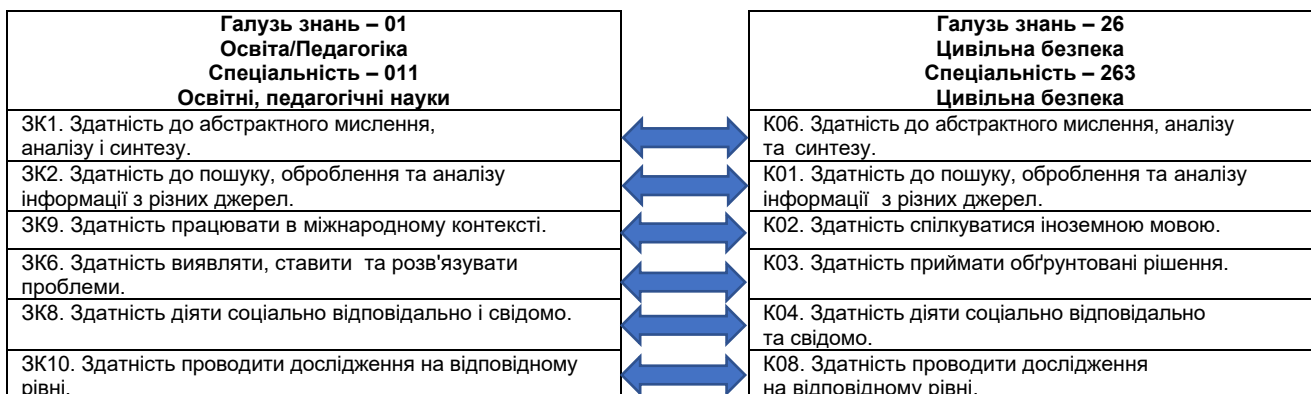 Галузь знань – 01
Освіта/Педагогіка
Спеціальність – 011
Освітні, педагогічні науки
ЗК1. Здатність до абстрактного мислення,
аналізу і синтезу.
ЗК2. Здатність до пошуку, оброблення та аналізу
інформації з різних джерел.
ЗК9. Здатність працювати в міжнародному контексті.
ЗК6. Здатність виявляти, ставити та розв'язувати
проблеми.
ЗК8. Здатність діяти соціально відповідально і свідомо.
ЗК10. Здатність проводити дослідження на відповідному
рівні.
Галузь знань – 26
Цивільна безпека
Спеціальність – 263
Цивільна безпека
К06. Здатність до абстрактного мислення, аналізу
та синтезу.
К01. Здатність до пошуку, оброблення та аналізу
інформації з різних джерел.
К02. Здатність спілкуватися іноземною мовою.
К03. Здатність приймати обґрунтовані рішення.
К04. Здатність діяти соціально відповідально
та свідомо.
К08. Здатність проводити дослідження
на відповідному рівні.